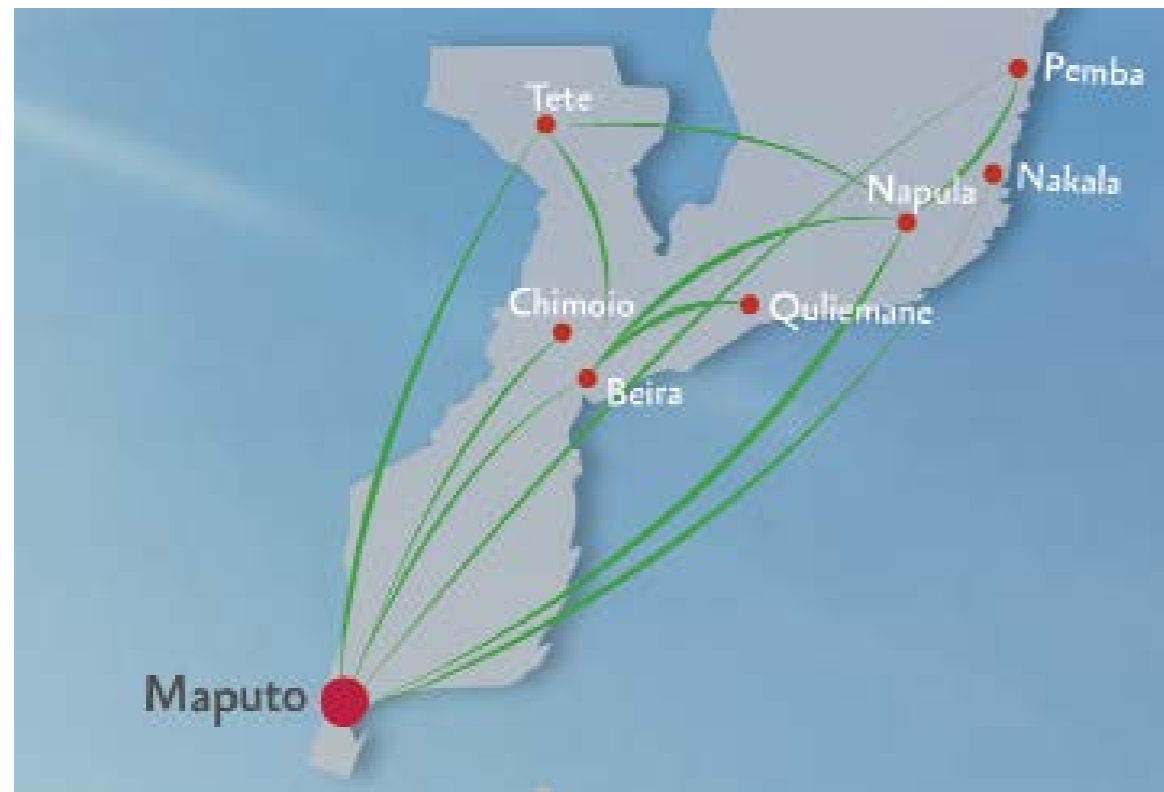 Pemba
Tete
Nakala
Napula
Chimoio
Quliemane
Beira
Maputo